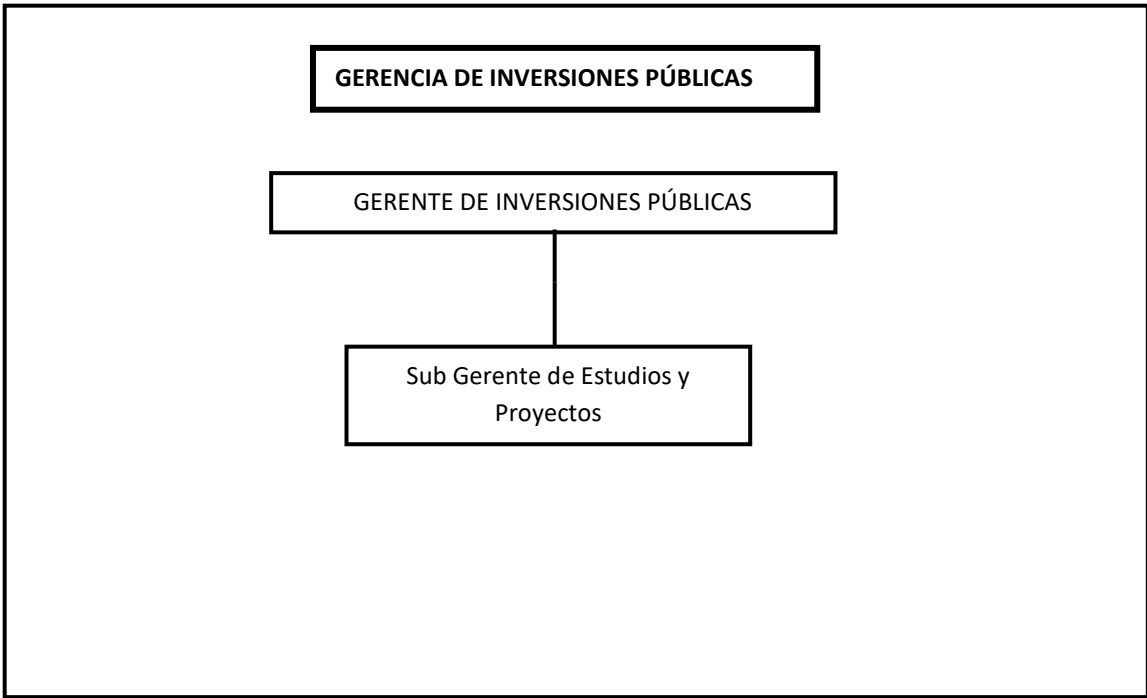 GERENCIA DE INVERSIONES PÚBLICAS
GERENTE DE INVERSIONES PÚBLICAS
Sub Gerente de Estudios y
Proyectos